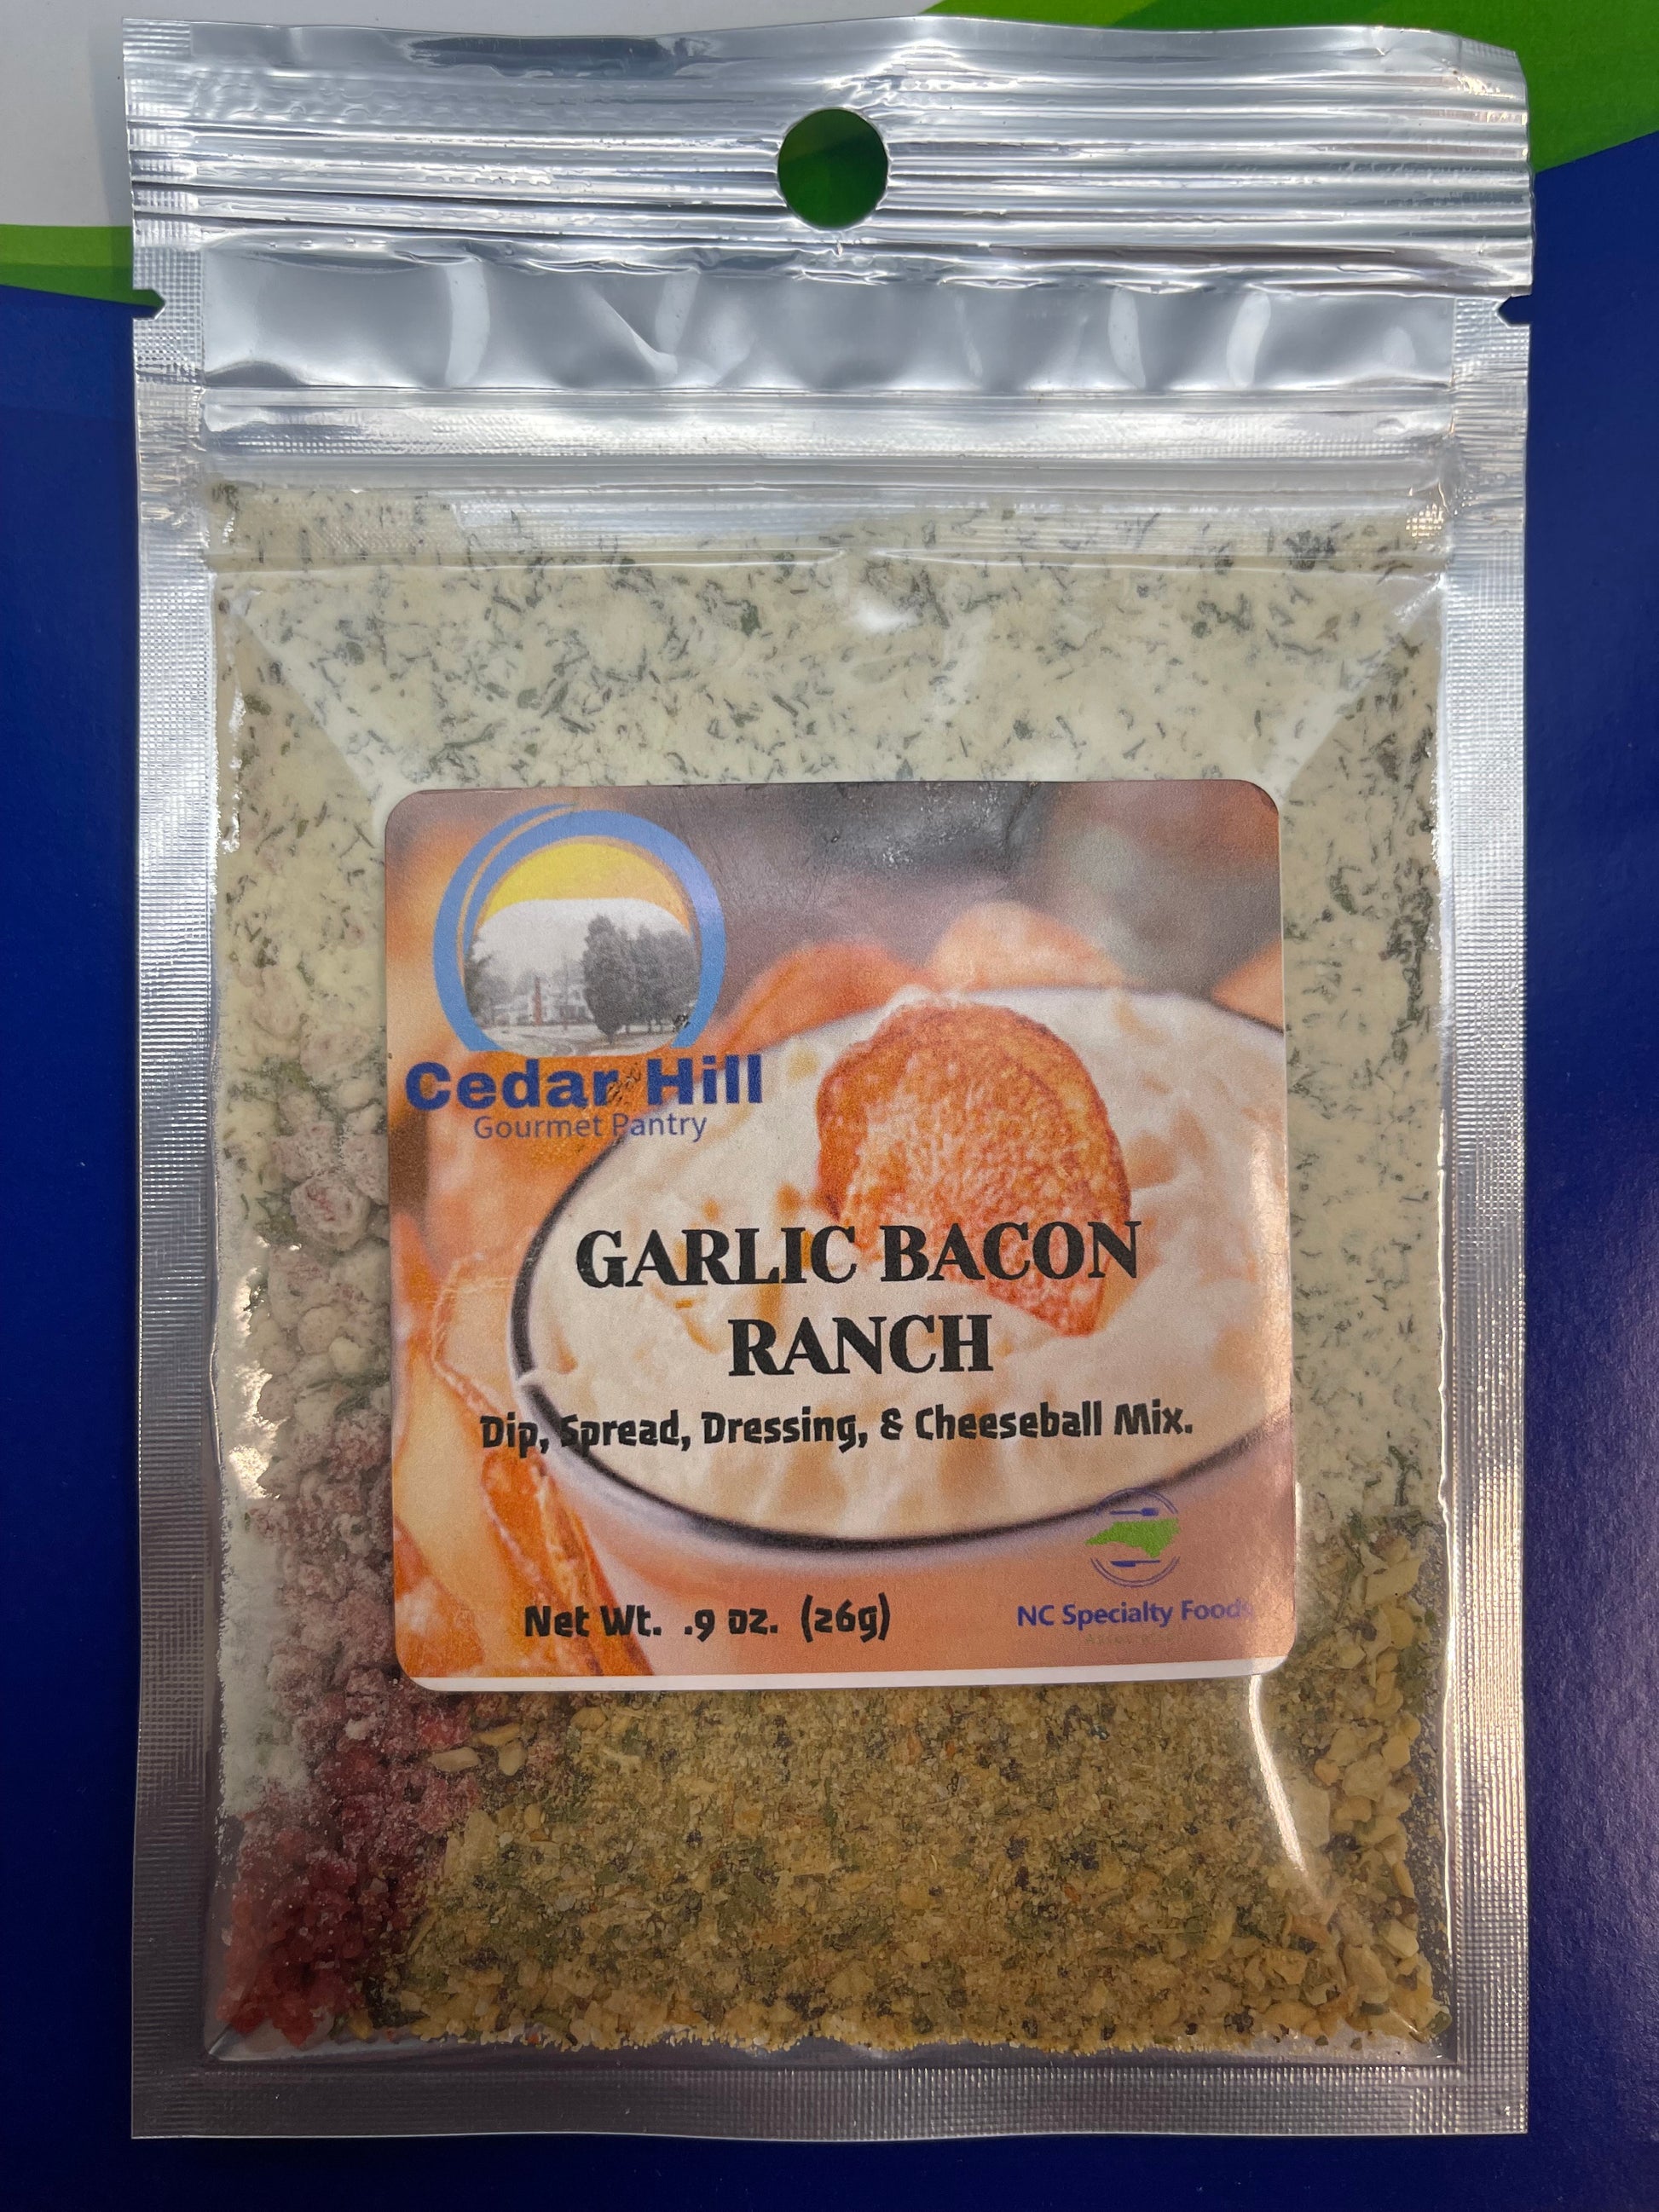 Cedar Hill
Gourmet Pantry
GARLIC BACON
RANCH
Dip, Spread, Dressing, & Cheeseball Mix.
Net Wt. .9 oz. (26g)
NC Specialty Foods